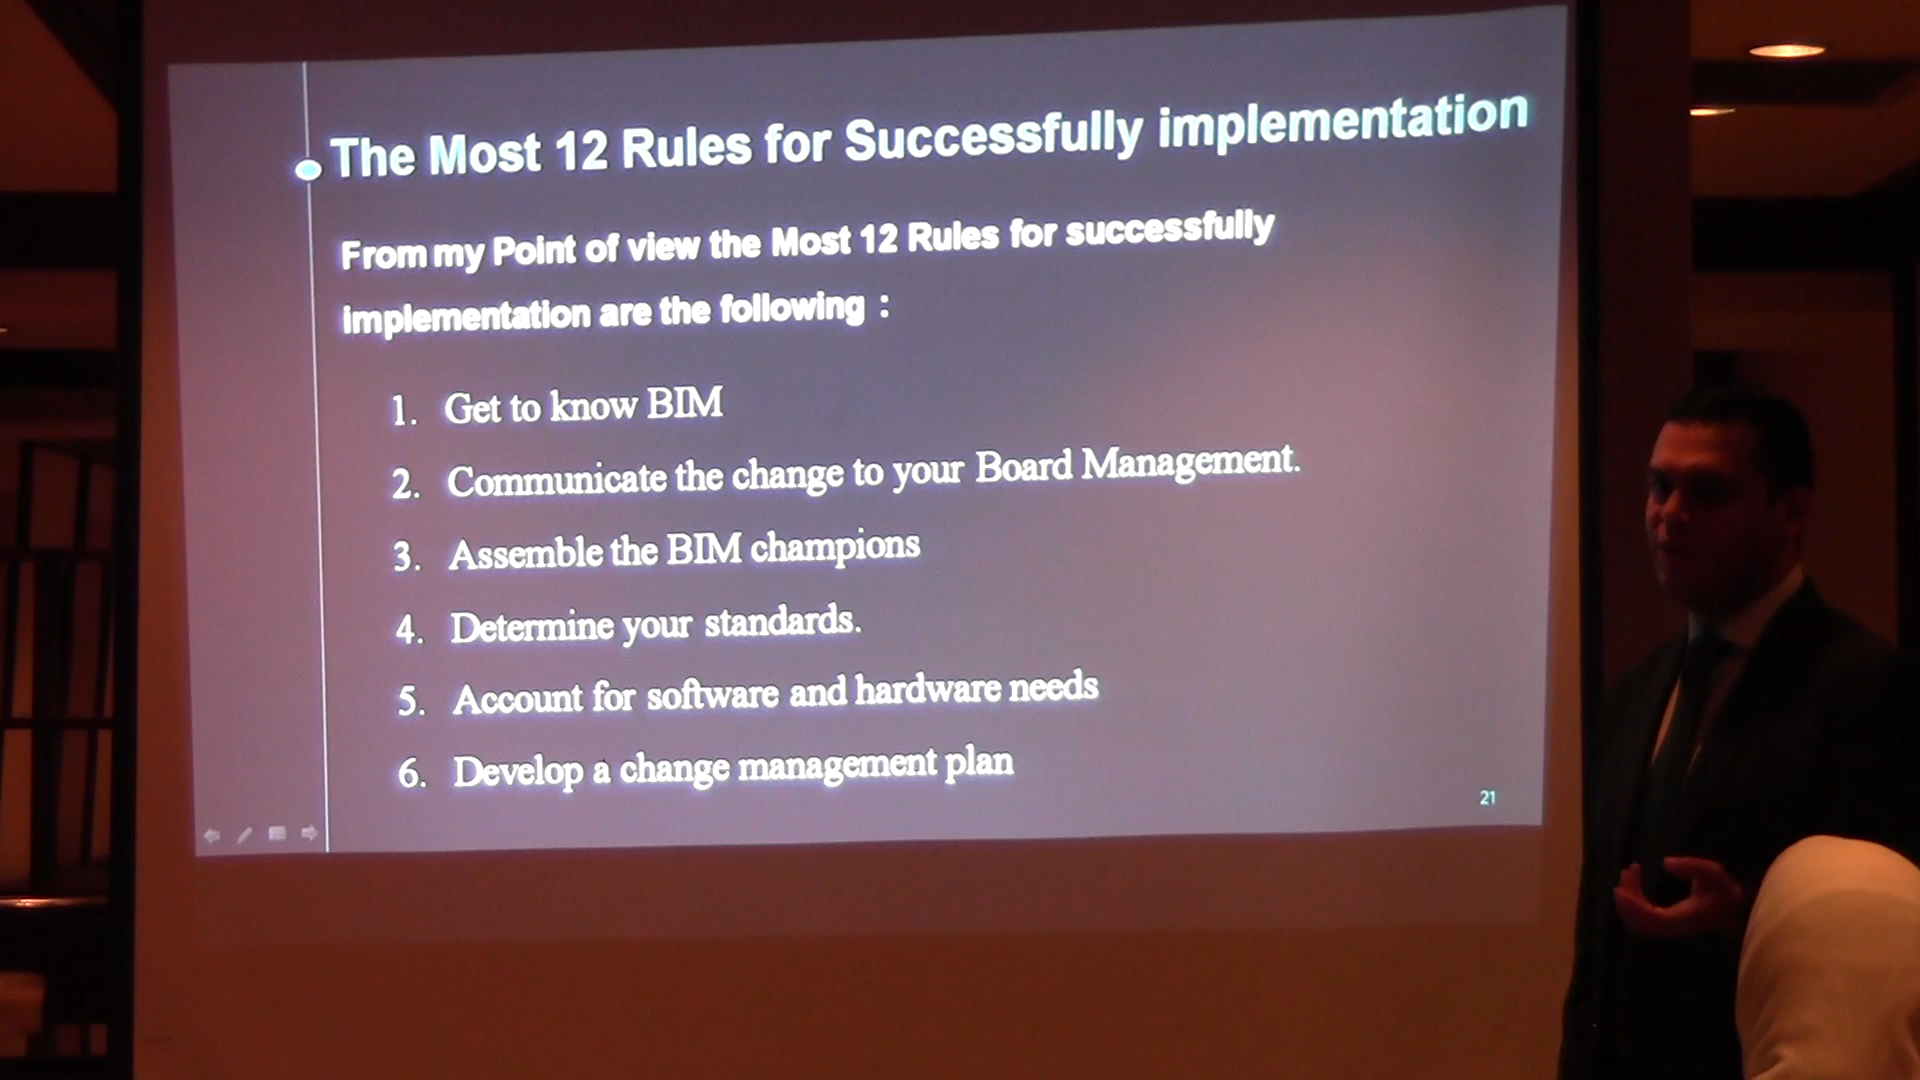 The Most 12 Rules for Successfully implementation
From my Point of view the Most 12 Rules for successfully
implementation are the following :
1. Get to know BIM
2. Communicate the change to your Board Management.
3. Assemble the BIM champions
4. Determine your standards.
5. Account for software and hardware needs
6. Develop a change management plan
21